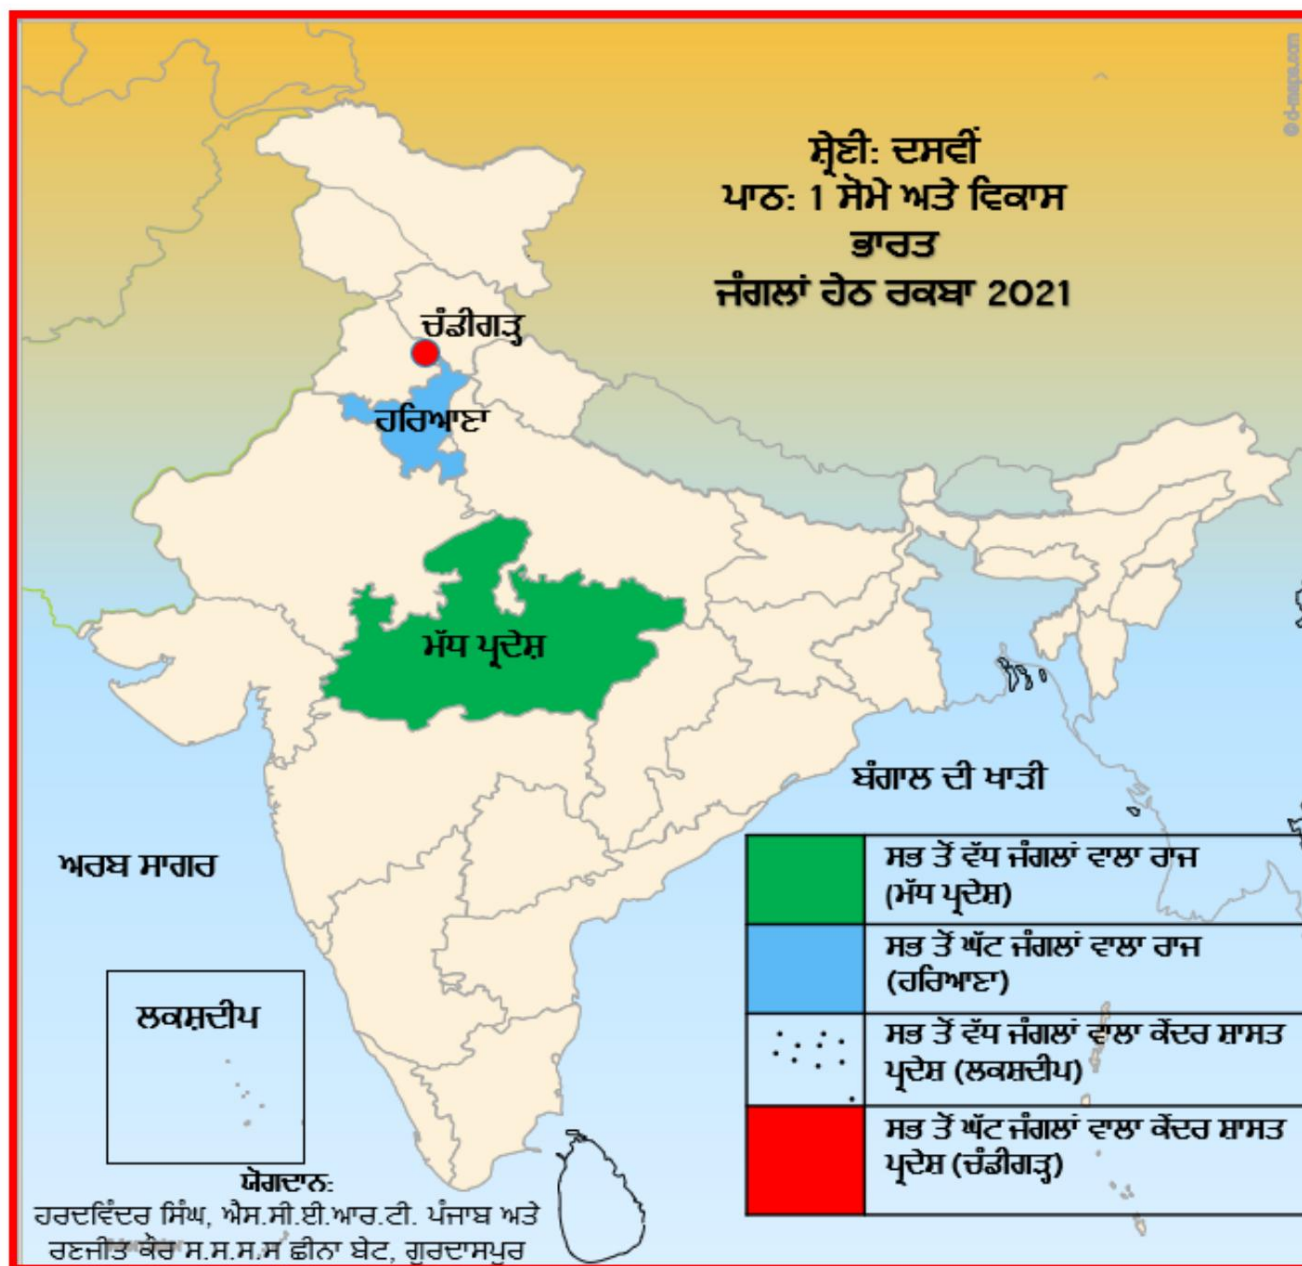 © d-maps.com
ਸ਼੍ਰੇਣੀ: ਦਸਵੀਂ
ਪਾਠ: 1 ਸੋਮੇ ਅਤੇ ਵਿਕਾਸ
ਭਾਰਤ
ਜੰਗਲਾਂ ਹੇਠ ਰਕਬਾ 2021
ਚੰਡੀਗੜ੍ਹ
ਹਰਿਆਣਾ
ਮੱਧ ਪ੍ਰਦੇਸ਼
ਬੰਗਾਲ ਦੀ ਖਾੜੀ
ਅਰਬ ਸਾਗਰ
ਸਭ ਤੋਂ ਵੱਧ ਜੰਗਲਾਂ ਵਾਲਾ ਰਾਜ
(ਮੱਧ ਪ੍ਰਦੇਸ਼)
ਸਭ ਤੋਂ ਘੱਟ ਜੰਗਲਾਂ ਵਾਲਾ ਰਾਜ
(ਹਰਿਆਣਾ)
ਸਭ ਤੋਂ ਵੱਧ ਜੰਗਲਾਂ ਵਾਲਾ ਕੇਂਦਰ ਸ਼ਾਸਤ
ਪ੍ਰਦੇਸ਼ (ਲਕਸ਼ਦੀਪ)
ਸਭ ਤੋਂ ਘੱਟ ਜੰਗਲਾਂ ਵਾਲਾ ਕੇਂਦਰ ਸ਼ਾਸਤ
ਪ੍ਰਦੇਸ਼ (ਚੰਡੀਗੜ੍ਹ)
ਲਕਸ਼ਦੀਪ
ਯੋਗਦਾਨ:
ਹਰਦਵਿੰਦਰ ਸਿੰਘ, ਐਸ.ਸੀ.ਈ.ਆਰ.ਟੀ. ਪੰਜਾਬ ਅਤੇ
ਰਣਜੀਤ ਕੌਰ ਸ.ਸ.ਸ.ਸ ਛੀਨਾ ਬੇਟ, ਗੁਰਦਾਸਪੁਰ